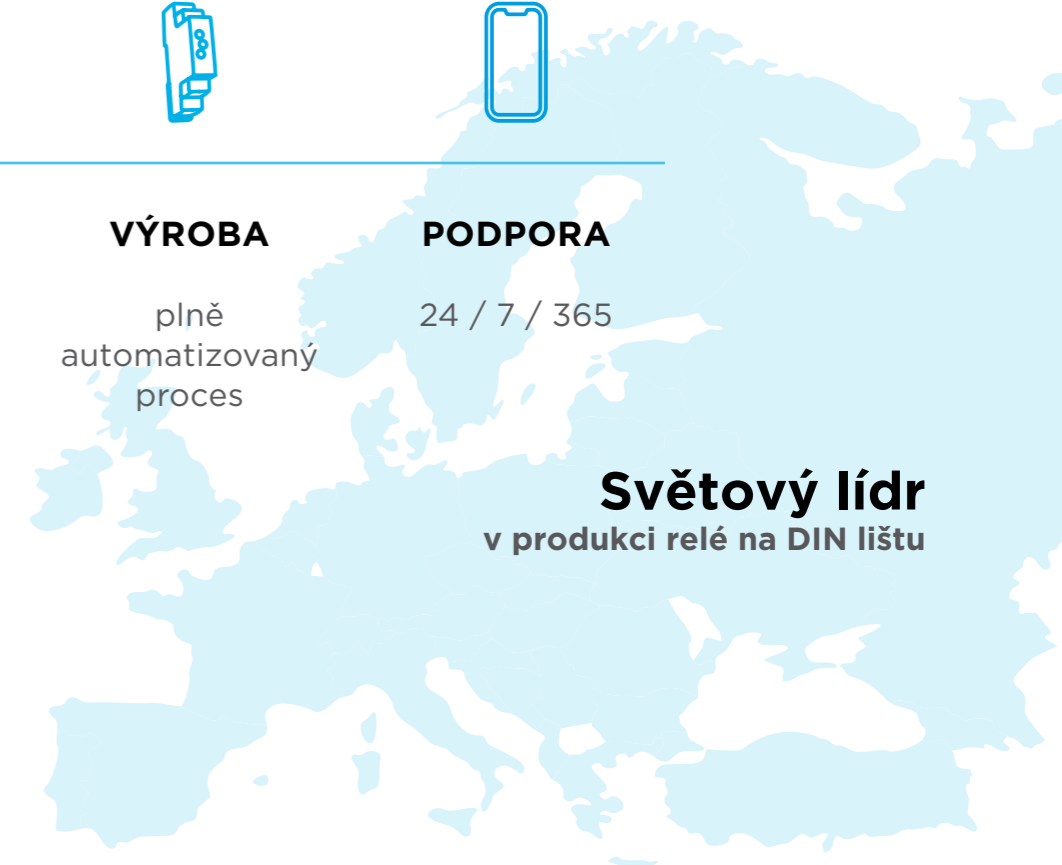 VÝROBA
plně
automatizovaný
proces
PODPORA
24 / 7 / 365
Světový lídr
v produkci relé na DIN lištu